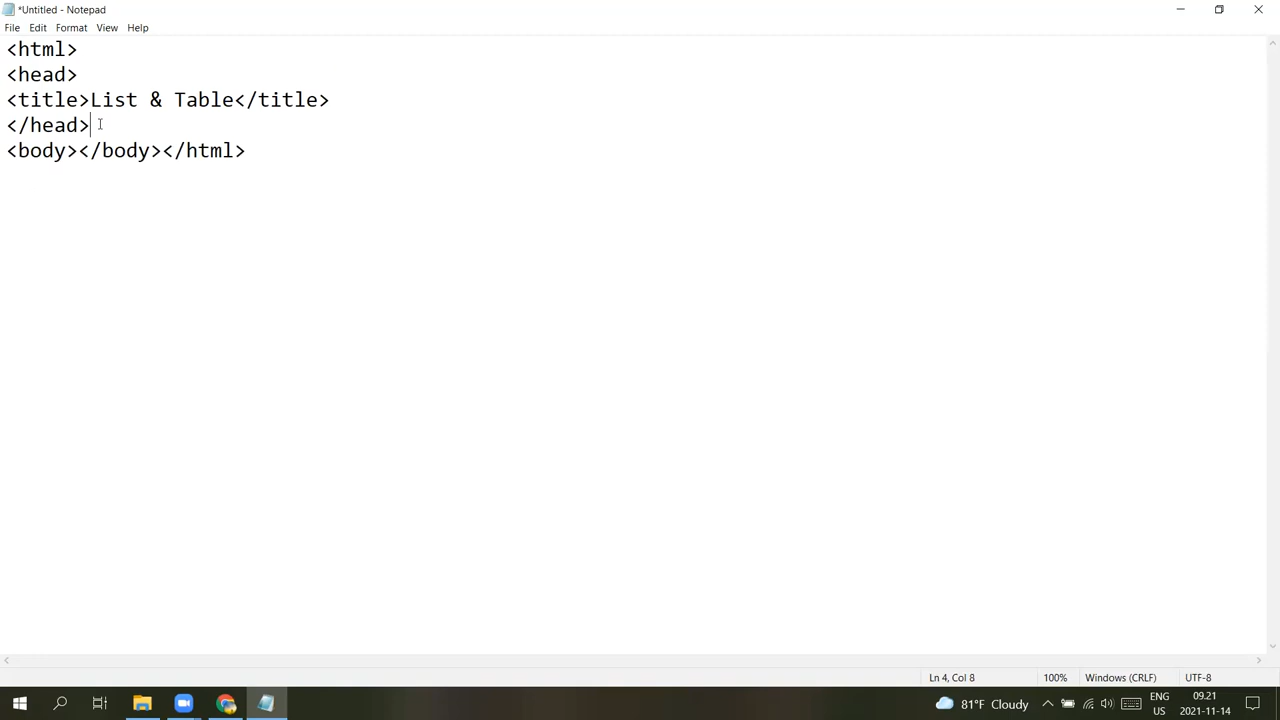 *Untitled - Notepad
File Edit Format View Help
<html>
<head>
<title>List & Table</title>
</head>
<body></body></html>
Ln 4, Col 8 100% Windows (CRLF) UTF-8
81°F Cloudy ENG US 09.21 2021-11-14